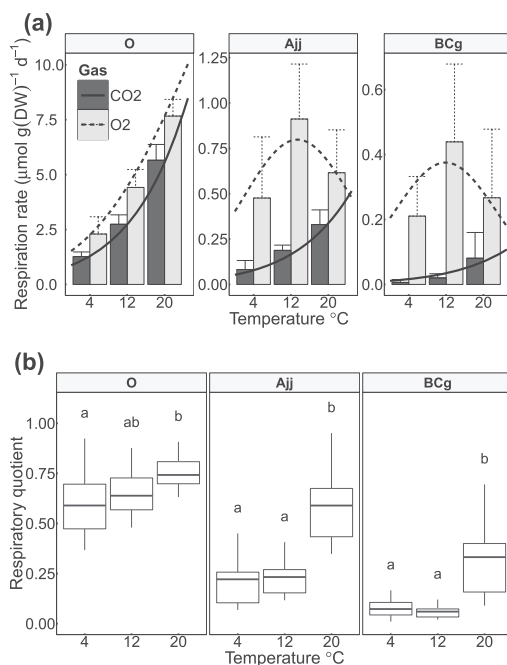 (a)
O Ajj BCg
Respiration rate (μmol g(DW)⁻¹ d⁻¹)
10.0 7.5 5.0 2.5 0.0
Gas
CO2
O2
1.25 1.00 0.75 0.50 0.25 0.00
0.6 0.4 0.2 0.0
4 12 20 4 12 20 4 12 20
Temperature °C
(b)
O Ajj BCg
Respiratory quotient
1.00 0.75 0.50 0.25 0.00
a ab b
a a b
a a b
4 12 20 4 12 20 4 12 20
Temperature °C